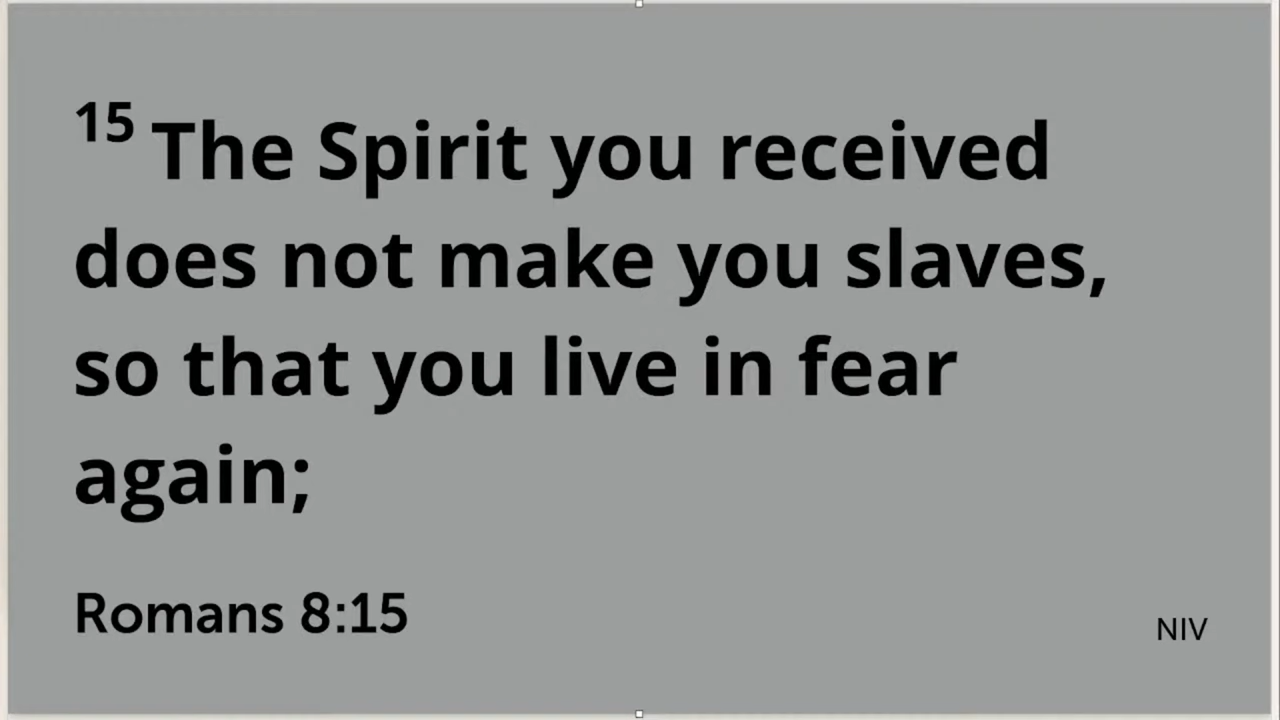 15 The Spirit you received
does not make you slaves,
so that you live in fear
again;
Romans 8:15
NIV